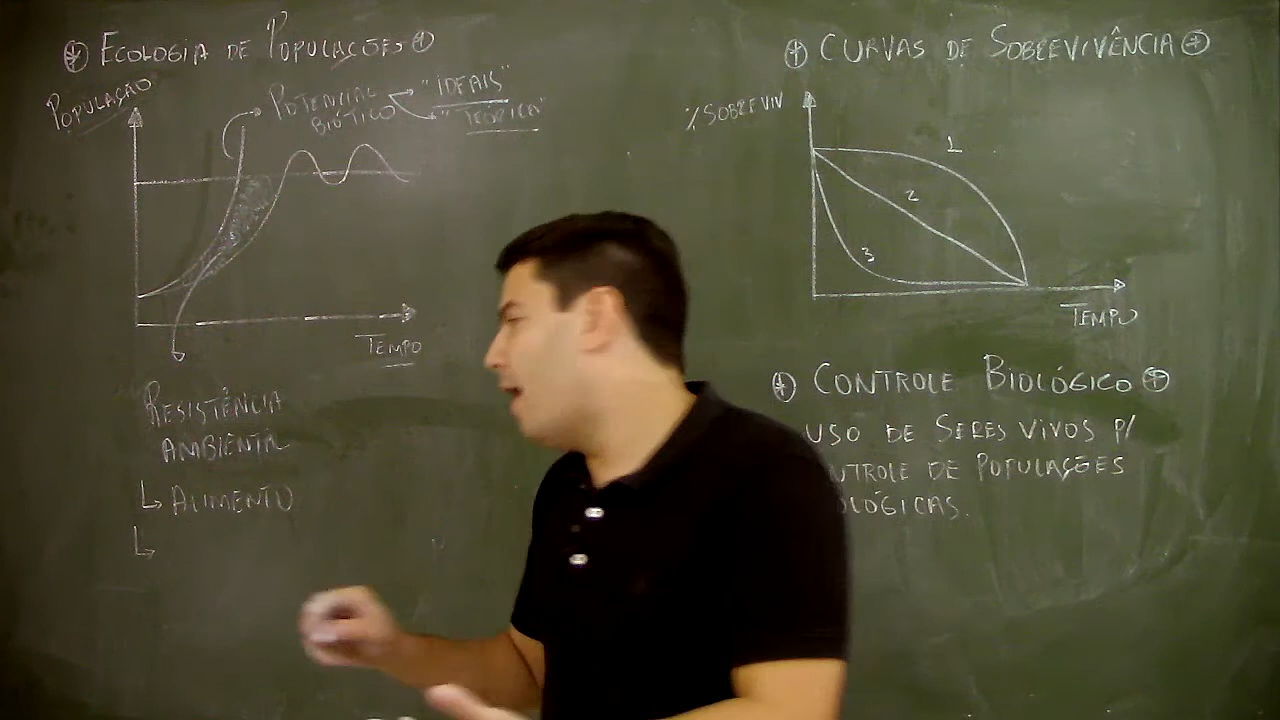 ECOLOGIA DE POPULAÇÕES
POPULAÇÃO
POTENCIAL
BIÓTICO
"IDEAIS"
"TEÓRICA"
TEMPO
RESISTÊNCIA
AMBIENTAL
ALIMENTO
CURVAS DE SOBREVIVÊNCIA
% SOBREVIV
1
2
3
TEMPO
CONTROLE BIOLÓGICO
USO DE SERES VIVOS P/
NTROLE DE POPULAÇÕES
OLÓGICAS.